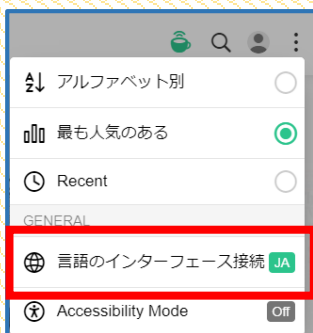 アルファベット別
最も人気のある
Recent
GENERAL
言語のインターフェース接続 JA
Accessibility Mode Off